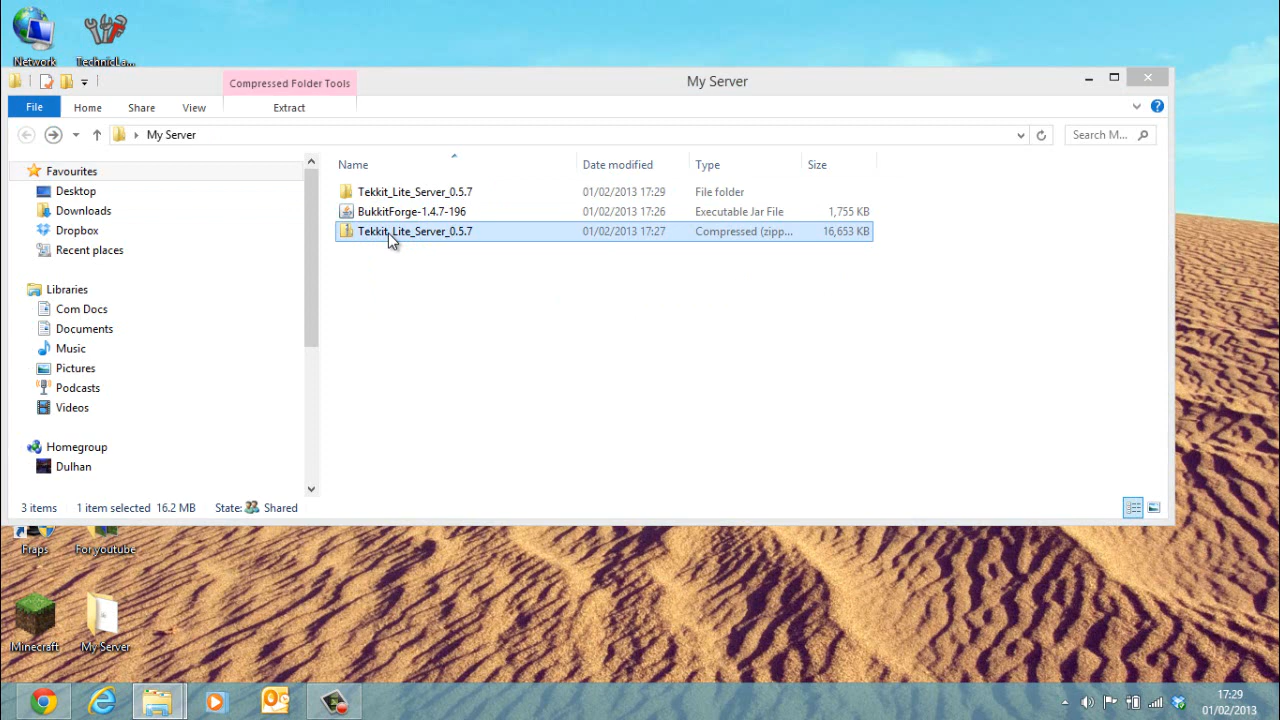 Network TechnicLa...
Compressed Folder Tools
My Server
File Home Share View Extract
My Server
Search M...
Name Date modified Type Size
Favourites
Desktop
Downloads
Dropbox
Recent places
Libraries
Com Docs
Documents
Music
Pictures
Podcasts
Videos
Homegroup
Dulhan
Tekkit_Lite_Server_0.5.7 01/02/2013 17:29 File folder
BukkitForge-1.4.7-196 01/02/2013 17:26 Executable Jar File 1,755 KB
Tekkit_Lite_Server_0.5.7 01/02/2013 17:27 Compressed (zipp... 16,653 KB
3 items 1 item selected 16.2 MB State: Shared
Fraps For youtube
Minecraft My Server
17:29
01/02/2013